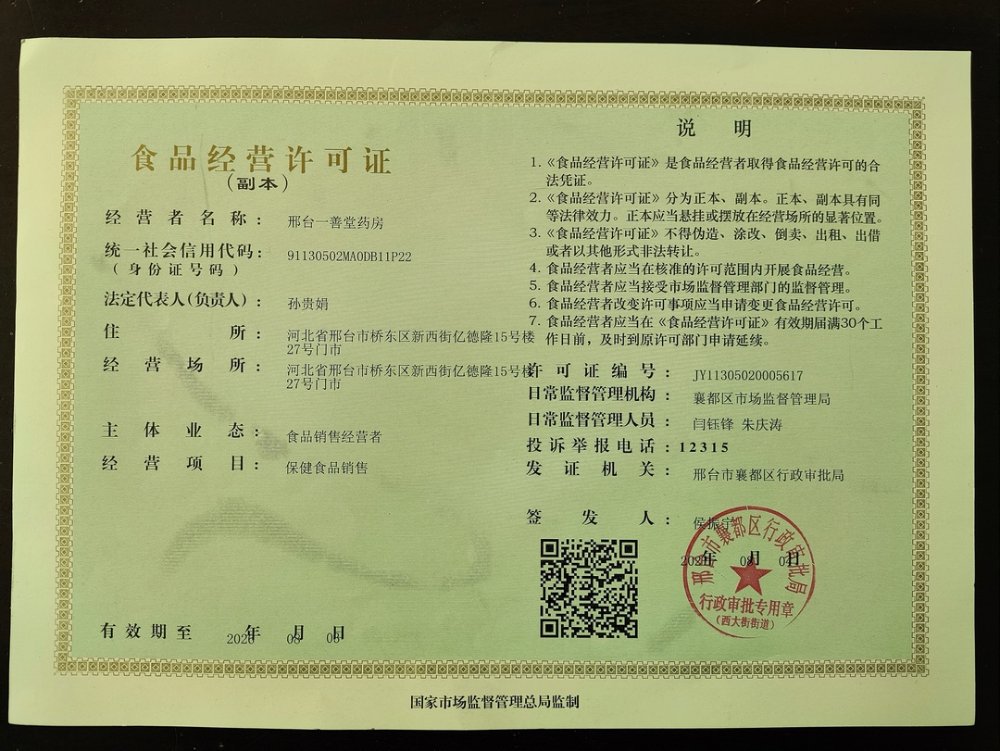 食品经营许可证
（副本）
经营者名称： 邢台一善堂药房
统一社会信用代码： 91130502MA0DB11P22
（身份证号码）
法定代表人(负责人)： 孙贵娟
住所： 河北省邢台市桥东区新西街亿德隆15号楼
27号门市
经营场所： 河北省邢台市桥东区新西街亿德隆15号楼
27号门市
主体业态： 食品销售经营者
经营项目： 保健食品销售
有效期至 年 月 日
说 明
1.《食品经营许可证》是食品经营者取得食品经营许可的合
法凭证。
2.《食品经营许可证》分为正本、副本。正本、副本具有同
等法律效力。正本应当悬挂或摆放在经营场所的显著位置。
3.《食品经营许可证》不得伪造、涂改、倒卖、出租、出借
或者以其他形式非法转让。
4. 食品经营者应当在核准的许可范围内开展食品经营。
5. 食品经营者应当接受市场监督管理部门的监督管理。
6. 食品经营者改变许可事项应当申请变更食品经营许可。
7. 食品经营者应当在《食品经营许可证》有效期届满30个工
作日前，及时到原许可部门申请延续。
许可证编号： JY11305020005617
日常监督管理机构： 襄都区市场监督管理局
日常监督管理人员： 闫钰锋 朱庆涛
投诉举报电话：12315
发证机关： 邢台市襄都区行政审批局
签发人： 侯振宇
年 月 日
邢台市襄都区行政审批局
行政审批专用章
（西大街街道）
国家市场监督管理总局监制